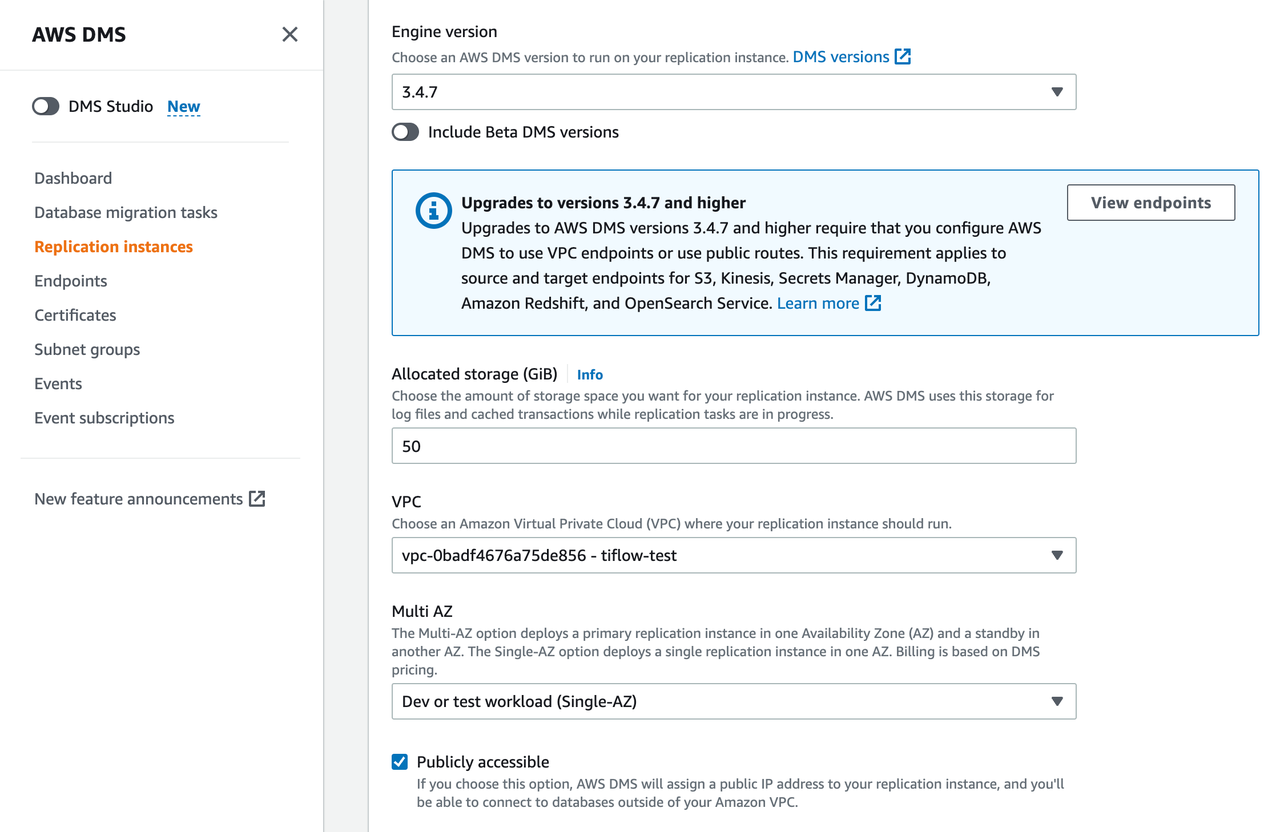 AWS DMS
DMS Studio New
Dashboard
Database migration tasks
Replication instances
Endpoints
Certificates
Subnet groups
Events
Event subscriptions
New feature announcements
Engine version
Choose an AWS DMS version to run on your replication instance. DMS versions
3.4.7
Include Beta DMS versions
Upgrades to versions 3.4.7 and higher
View endpoints
Upgrades to AWS DMS versions 3.4.7 and higher require that you configure AWS
DMS to use VPC endpoints or use public routes. This requirement applies to
source and target endpoints for S3, Kinesis, Secrets Manager, DynamoDB,
Amazon Redshift, and OpenSearch Service. Learn more
Allocated storage (GiB) Info
Choose the amount of storage space you want for your replication instance. AWS DMS uses this storage for
log files and cached transactions while replication tasks are in progress.
50
VPC
Choose an Amazon Virtual Private Cloud (VPC) where your replication instance should run.
vpc-0badf4676a75de856 - tiflow-test
Multi AZ
The Multi-AZ option deploys a primary replication instance in one Availability Zone (AZ) and a standby in
another AZ. The Single-AZ option deploys a single replication instance in one AZ. Billing is based on DMS
pricing.
Dev or test workload (Single-AZ)
Publicly accessible
If you choose this option, AWS DMS will assign a public IP address to your replication instance, and you'll
be able to connect to databases outside of your Amazon VPC.